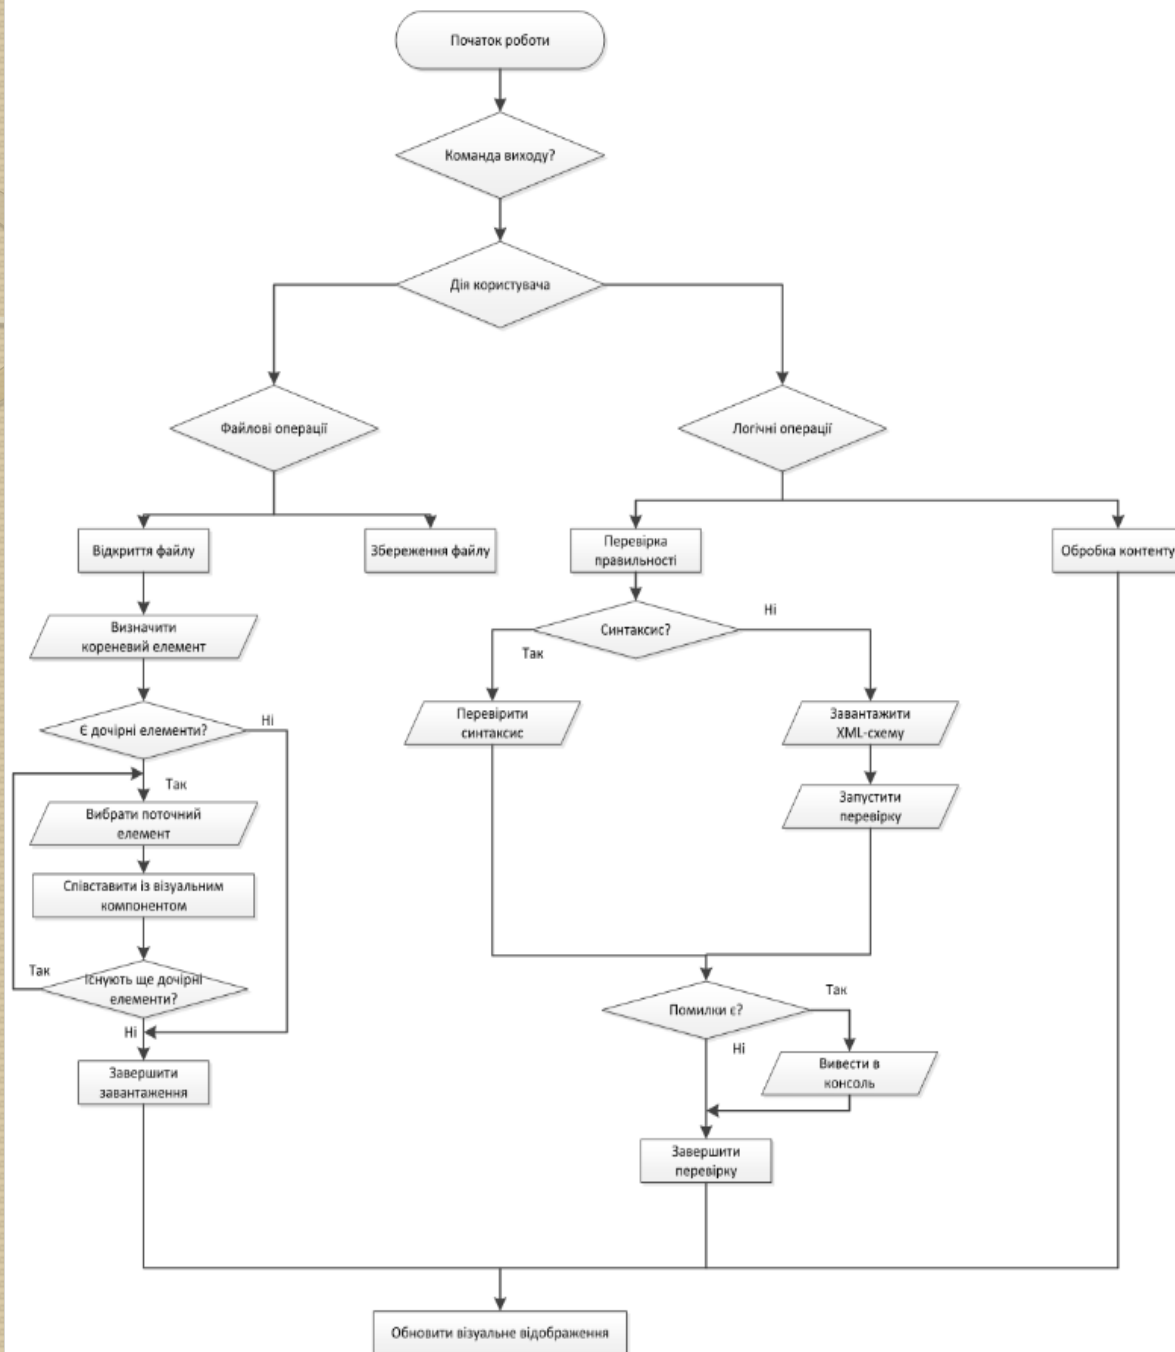 Початок роботи
Команда виходу?
Дія користувача
Файлові операції
Логічні операції
Відкриття файлу
Збереження файлу
Перевірка
правильності
Обробка контенту
Визначити
кореневий елемент
Синтаксис?
Ні
Так
Є дочірні елементи?
Ні
Так
Перевірити
синтаксис
Завантажити
XML-схему
Вибрати поточний
елемент
Запустити
перевірку
Співставити із візуальним
компонентом
Так
Існують ще дочірні
елементи?
Ні
Помилки є?
Так
Ні
Вивести в
консоль
Завершити
завантаження
Завершити
перевірку
Обновити візуальне відображення